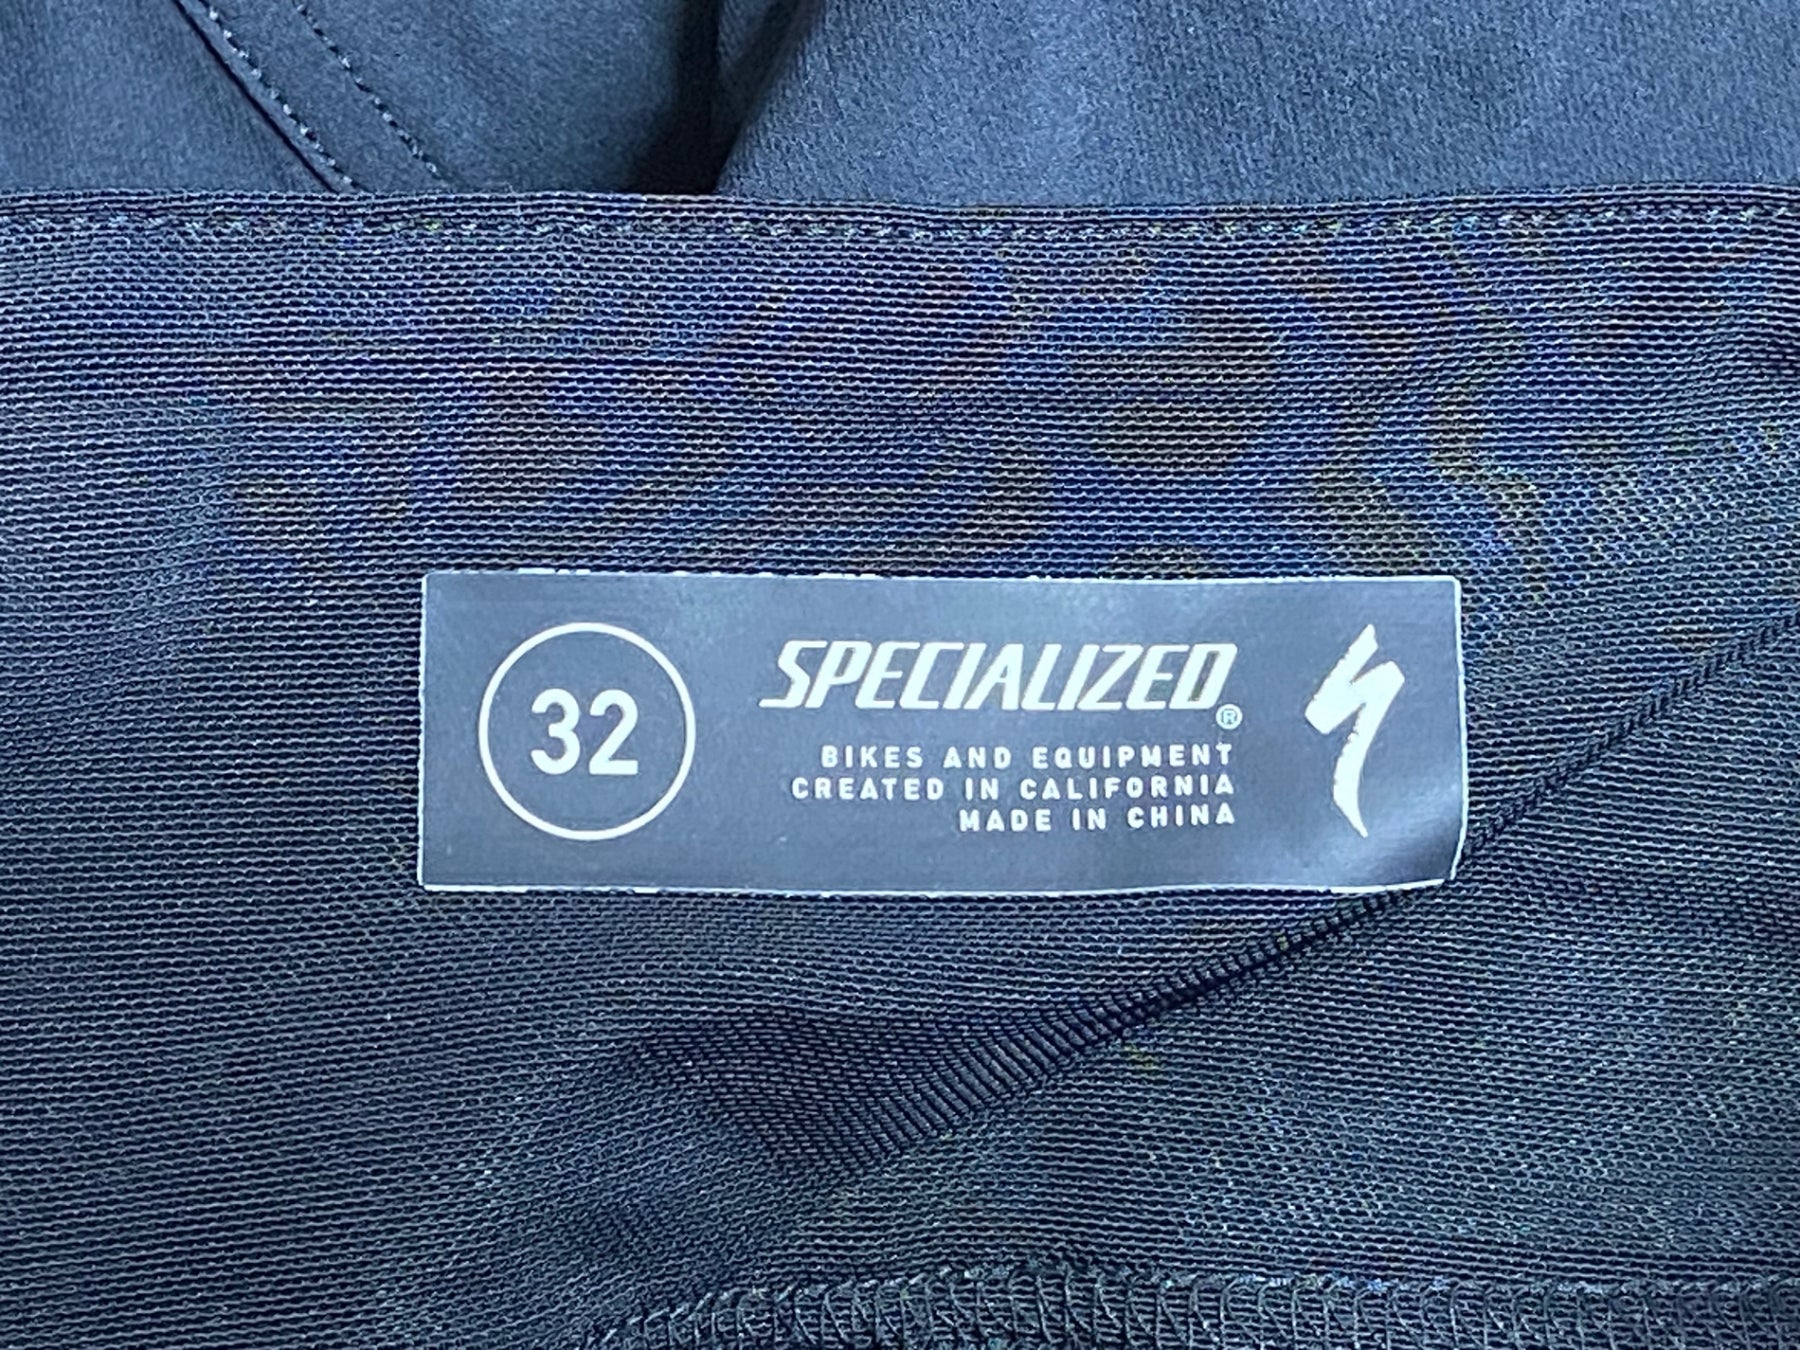 32
SPECIALIZED®
BIKES AND EQUIPMENT
CREATED IN CALIFORNIA
MADE IN CHINA